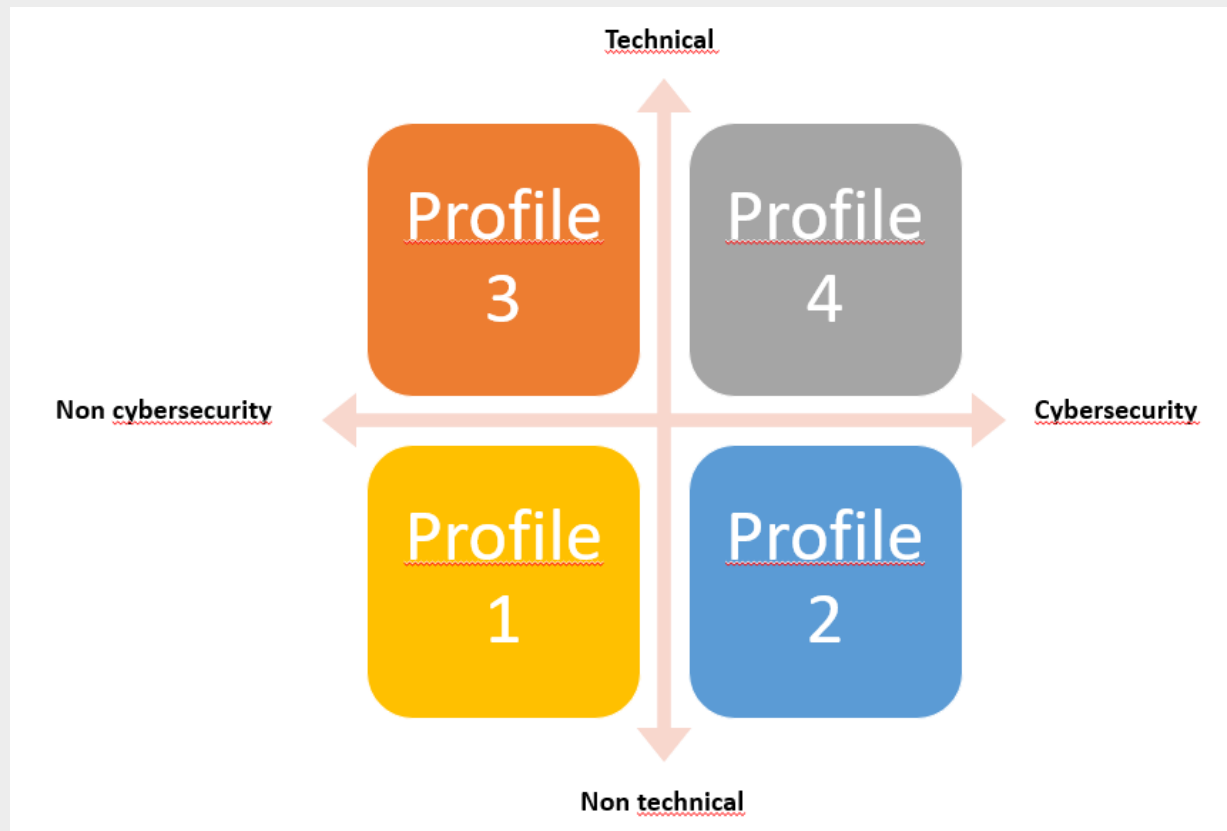 Technical
Profile
3
Profile
4
Non cybersecurity
Cybersecurity
Profile
1
Profile
2
Non technical